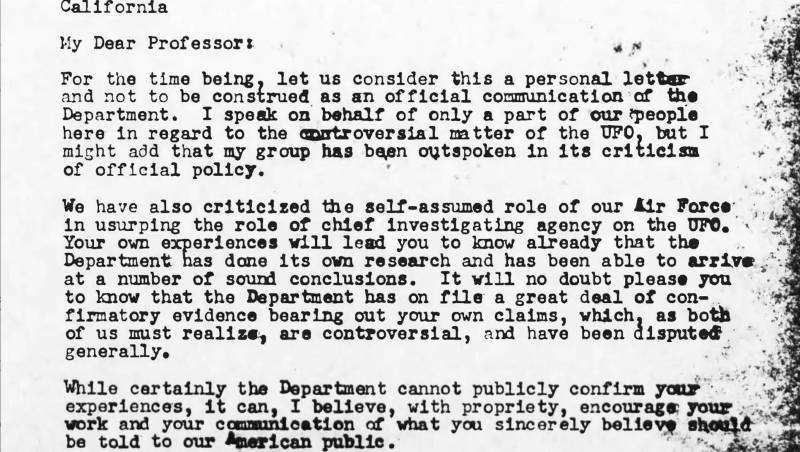 California
My Dear Professor:
For the time being, let us consider this a personal letter
and not to be construed as an official communication of the
Department. I speak on behalf of only a part of our people
here in regard to the controversial matter of the UFO, but I
might add that my group has been outspoken in its criticism
of official policy.
We have also criticized the self-assumed role of our Air Force
in usurping the role of chief investigating agency on the UFO.
Your own experiences will lead you to know already that the
Department has done its own research and has been able to arrive
at a number of sound conclusions. It will no doubt please you
to know that the Department has on file a great deal of con-
firmatory evidence bearing out your own claims, which, as both
of us must realize, are controversial, and have been disputed
generally.
While certainly the Department cannot publicly confirm your
experiences, it can, I believe, with propriety, encourage your
work and your communication of what you sincerely believe should
be told to our American public.